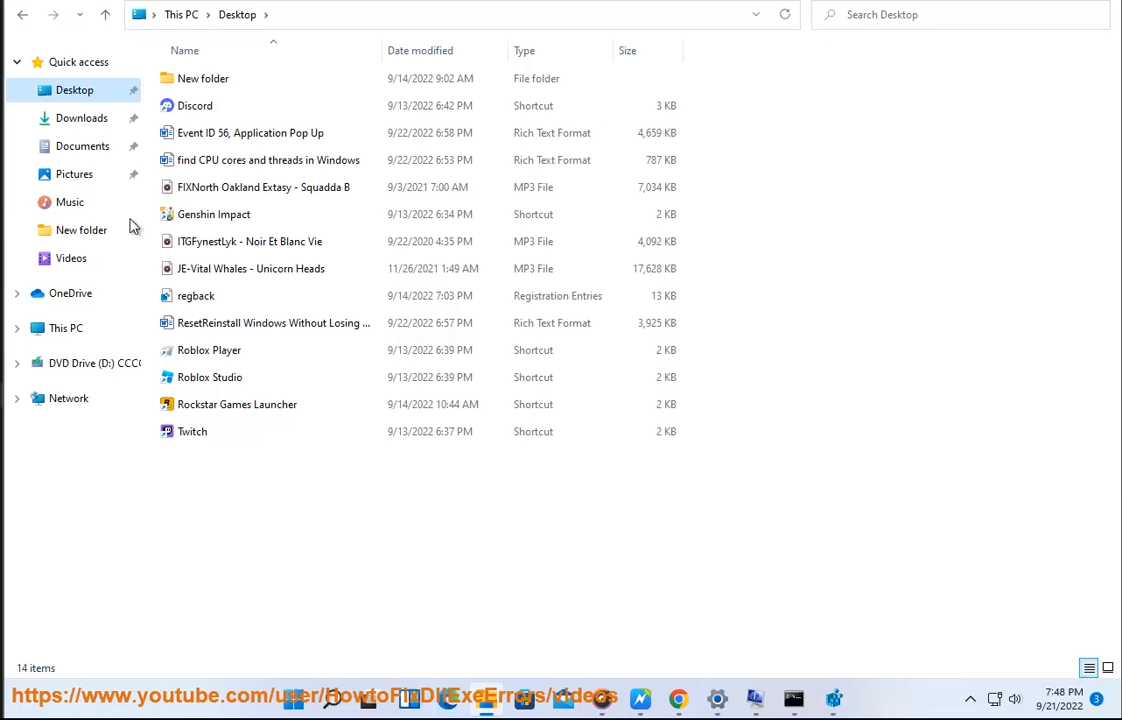 This PC Desktop Search Desktop
Name Date modified Type Size
Quick access
Desktop
Downloads
Documents
Pictures
Music
New folder
Videos
OneDrive
This PC
DVD Drive (D:) CCC
Network
New folder 9/14/2022 9:02 AM File folder
Discord 9/13/2022 6:42 PM Shortcut 3 KB
Event ID 56, Application Pop Up 9/22/2022 6:58 PM Rich Text Format 4,659 KB
find CPU cores and threads in Windows 9/22/2022 6:53 PM Rich Text Format 787 KB
FIXNorth Oakland Extasy - Squadda B 9/3/2021 7:00 AM MP3 File 7,034 KB
Genshin Impact 9/13/2022 6:34 PM Shortcut 2 KB
ITGFynestLyk - Noir Et Blanc Vie 9/22/2020 4:35 PM MP3 File 4,092 KB
JE-Vital Whales - Unicorn Heads 11/26/2021 1:49 AM MP3 File 17,628 KB
regback 9/14/2022 7:03 PM Registration Entries 13 KB
ResetReinstall Windows Without Losing ... 9/22/2022 6:57 PM Rich Text Format 3,925 KB
Roblox Player 9/13/2022 6:39 PM Shortcut 2 KB
Roblox Studio 9/13/2022 6:39 PM Shortcut 2 KB
Rockstar Games Launcher 9/14/2022 10:44 AM Shortcut 2 KB
Twitch 9/13/2022 6:37 PM Shortcut 2 KB
14 items
https://www.youtube.com/user/HowtoFixDllExeErrors/videos
7:48 PM
9/21/2022
3